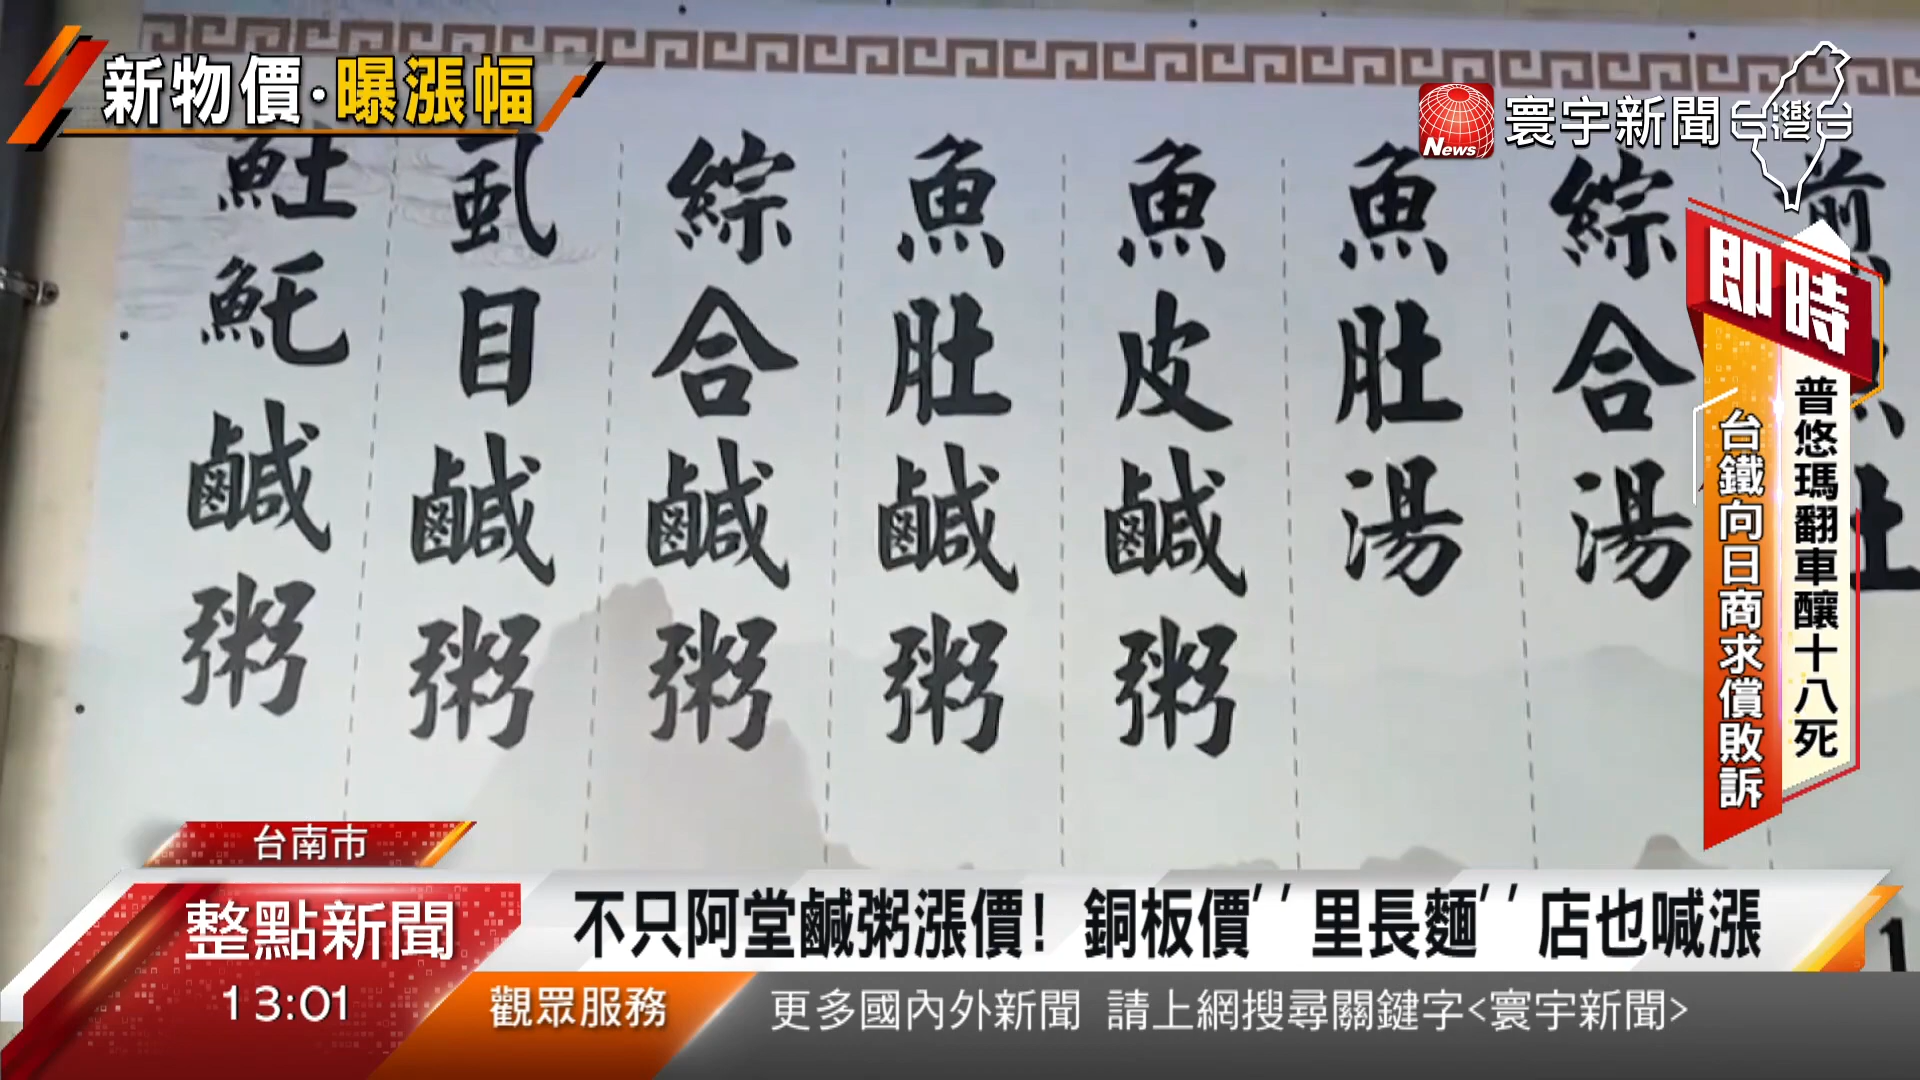 新物價·曝漲幅
寰宇新聞
台灣
News
即時
普悠瑪翻車釀十八死
台鐵向日商求償敗訴
綜合湯
魚肚湯
魚皮鹹粥
魚肚鹹粥
綜合鹹粥
虱目鹹粥
魠鹹粥
台南市
整點新聞
13:01
不只阿堂鹹粥漲價！銅板價''里長麵''店也喊漲
觀眾服務
更多國內外新聞 請上網搜尋關鍵字<寰宇新聞>